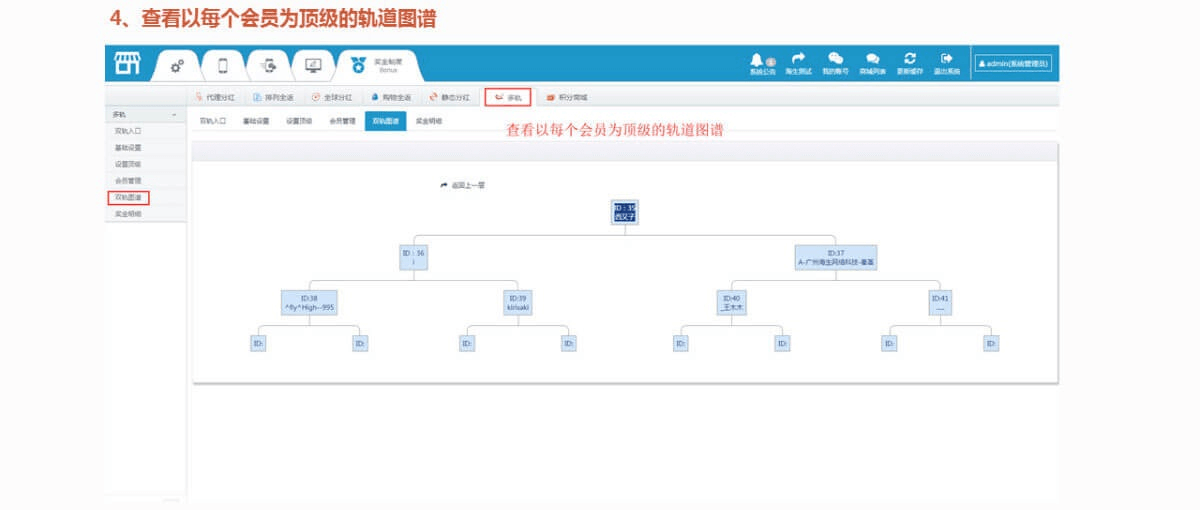 4、查看以每个会员为顶级的轨道图谱
奖金制度
Bonus
系统公告
5
海生测试
我的账号
商城列表
更新缓存
退出系统
admin(系统管理员)
代理分红
排列全返
全球分红
购物全返
静态分红
多轨
积分商城
多轨
双轨入口
基础设置
设置顶级
会员管理
双轨图谱
奖金明细
双轨入口
基础设置
设置顶级
会员管理
双轨图谱
奖金明细
查看以每个会员为顶级的轨道图谱
返回上一层
ID：35
西又子
ID：36
i
ID:37
A-广州海生网络科技-秦基
ID:38
^fly^High--995
ID:39
kirisaki
ID:40
_王木木
ID:41
---
ID:
ID:
ID:
ID:
ID:
ID:
ID:
ID: